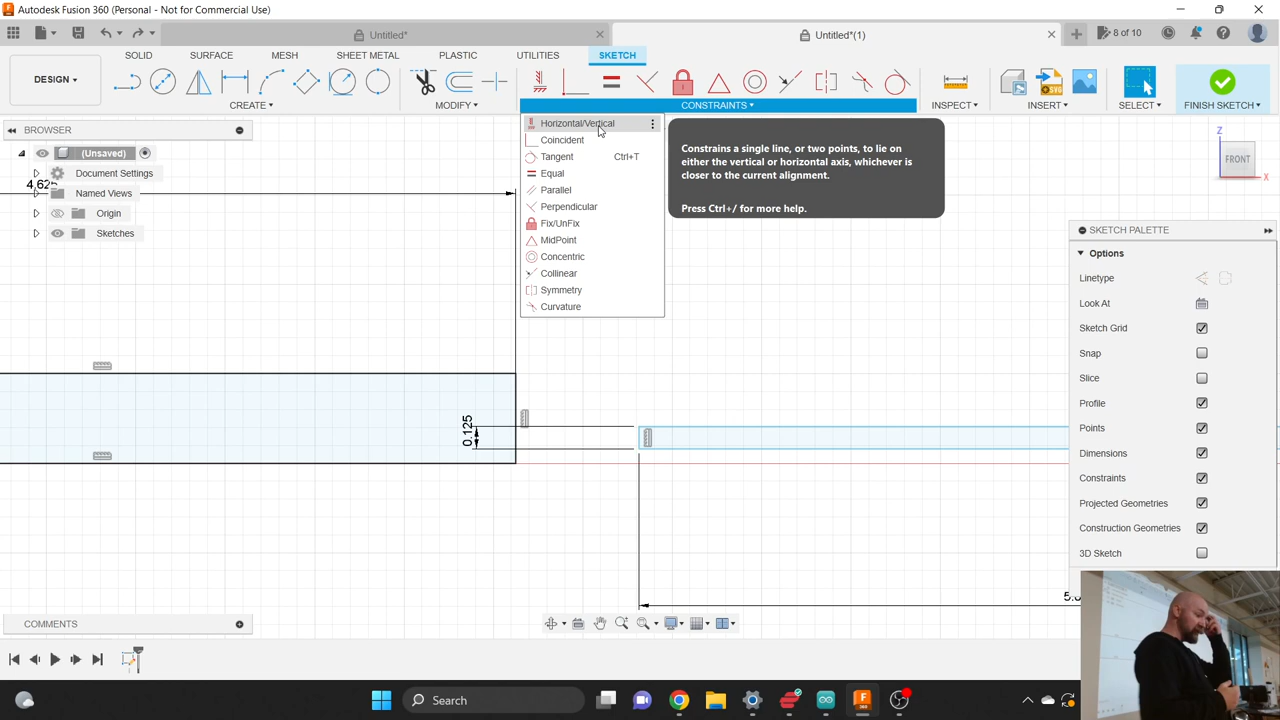 Autodesk Fusion 360 (Personal - Not for Commercial Use)
Untitled*
Untitled*(1)
8 of 10
SOLID
SURFACE
MESH
SHEET METAL
PLASTIC
UTILITIES
SKETCH
DESIGN
CREATE
MODIFY
CONSTRAINTS
INSPECT
INSERT
SELECT
FINISH SKETCH
BROWSER
(Unsaved)
Document Settings
Named Views
Origin
Sketches
Horizontal/Vertical
Coincident
Tangent Ctrl+T
Equal
Parallel
Perpendicular
Fix/UnFix
MidPoint
Concentric
Collinear
Symmetry
Curvature
Constrains a single line, or two points, to lie on
either the vertical or horizontal axis, whichever is
closer to the current alignment.
Press Ctrl+/ for more help.
Z
FRONT
X
SKETCH PALETTE
Options
Linetype
Look At
Sketch Grid
Snap
Slice
Profile
Points
Dimensions
Constraints
Projected Geometries
Construction Geometries
3D Sketch
0.125
COMMENTS
Search